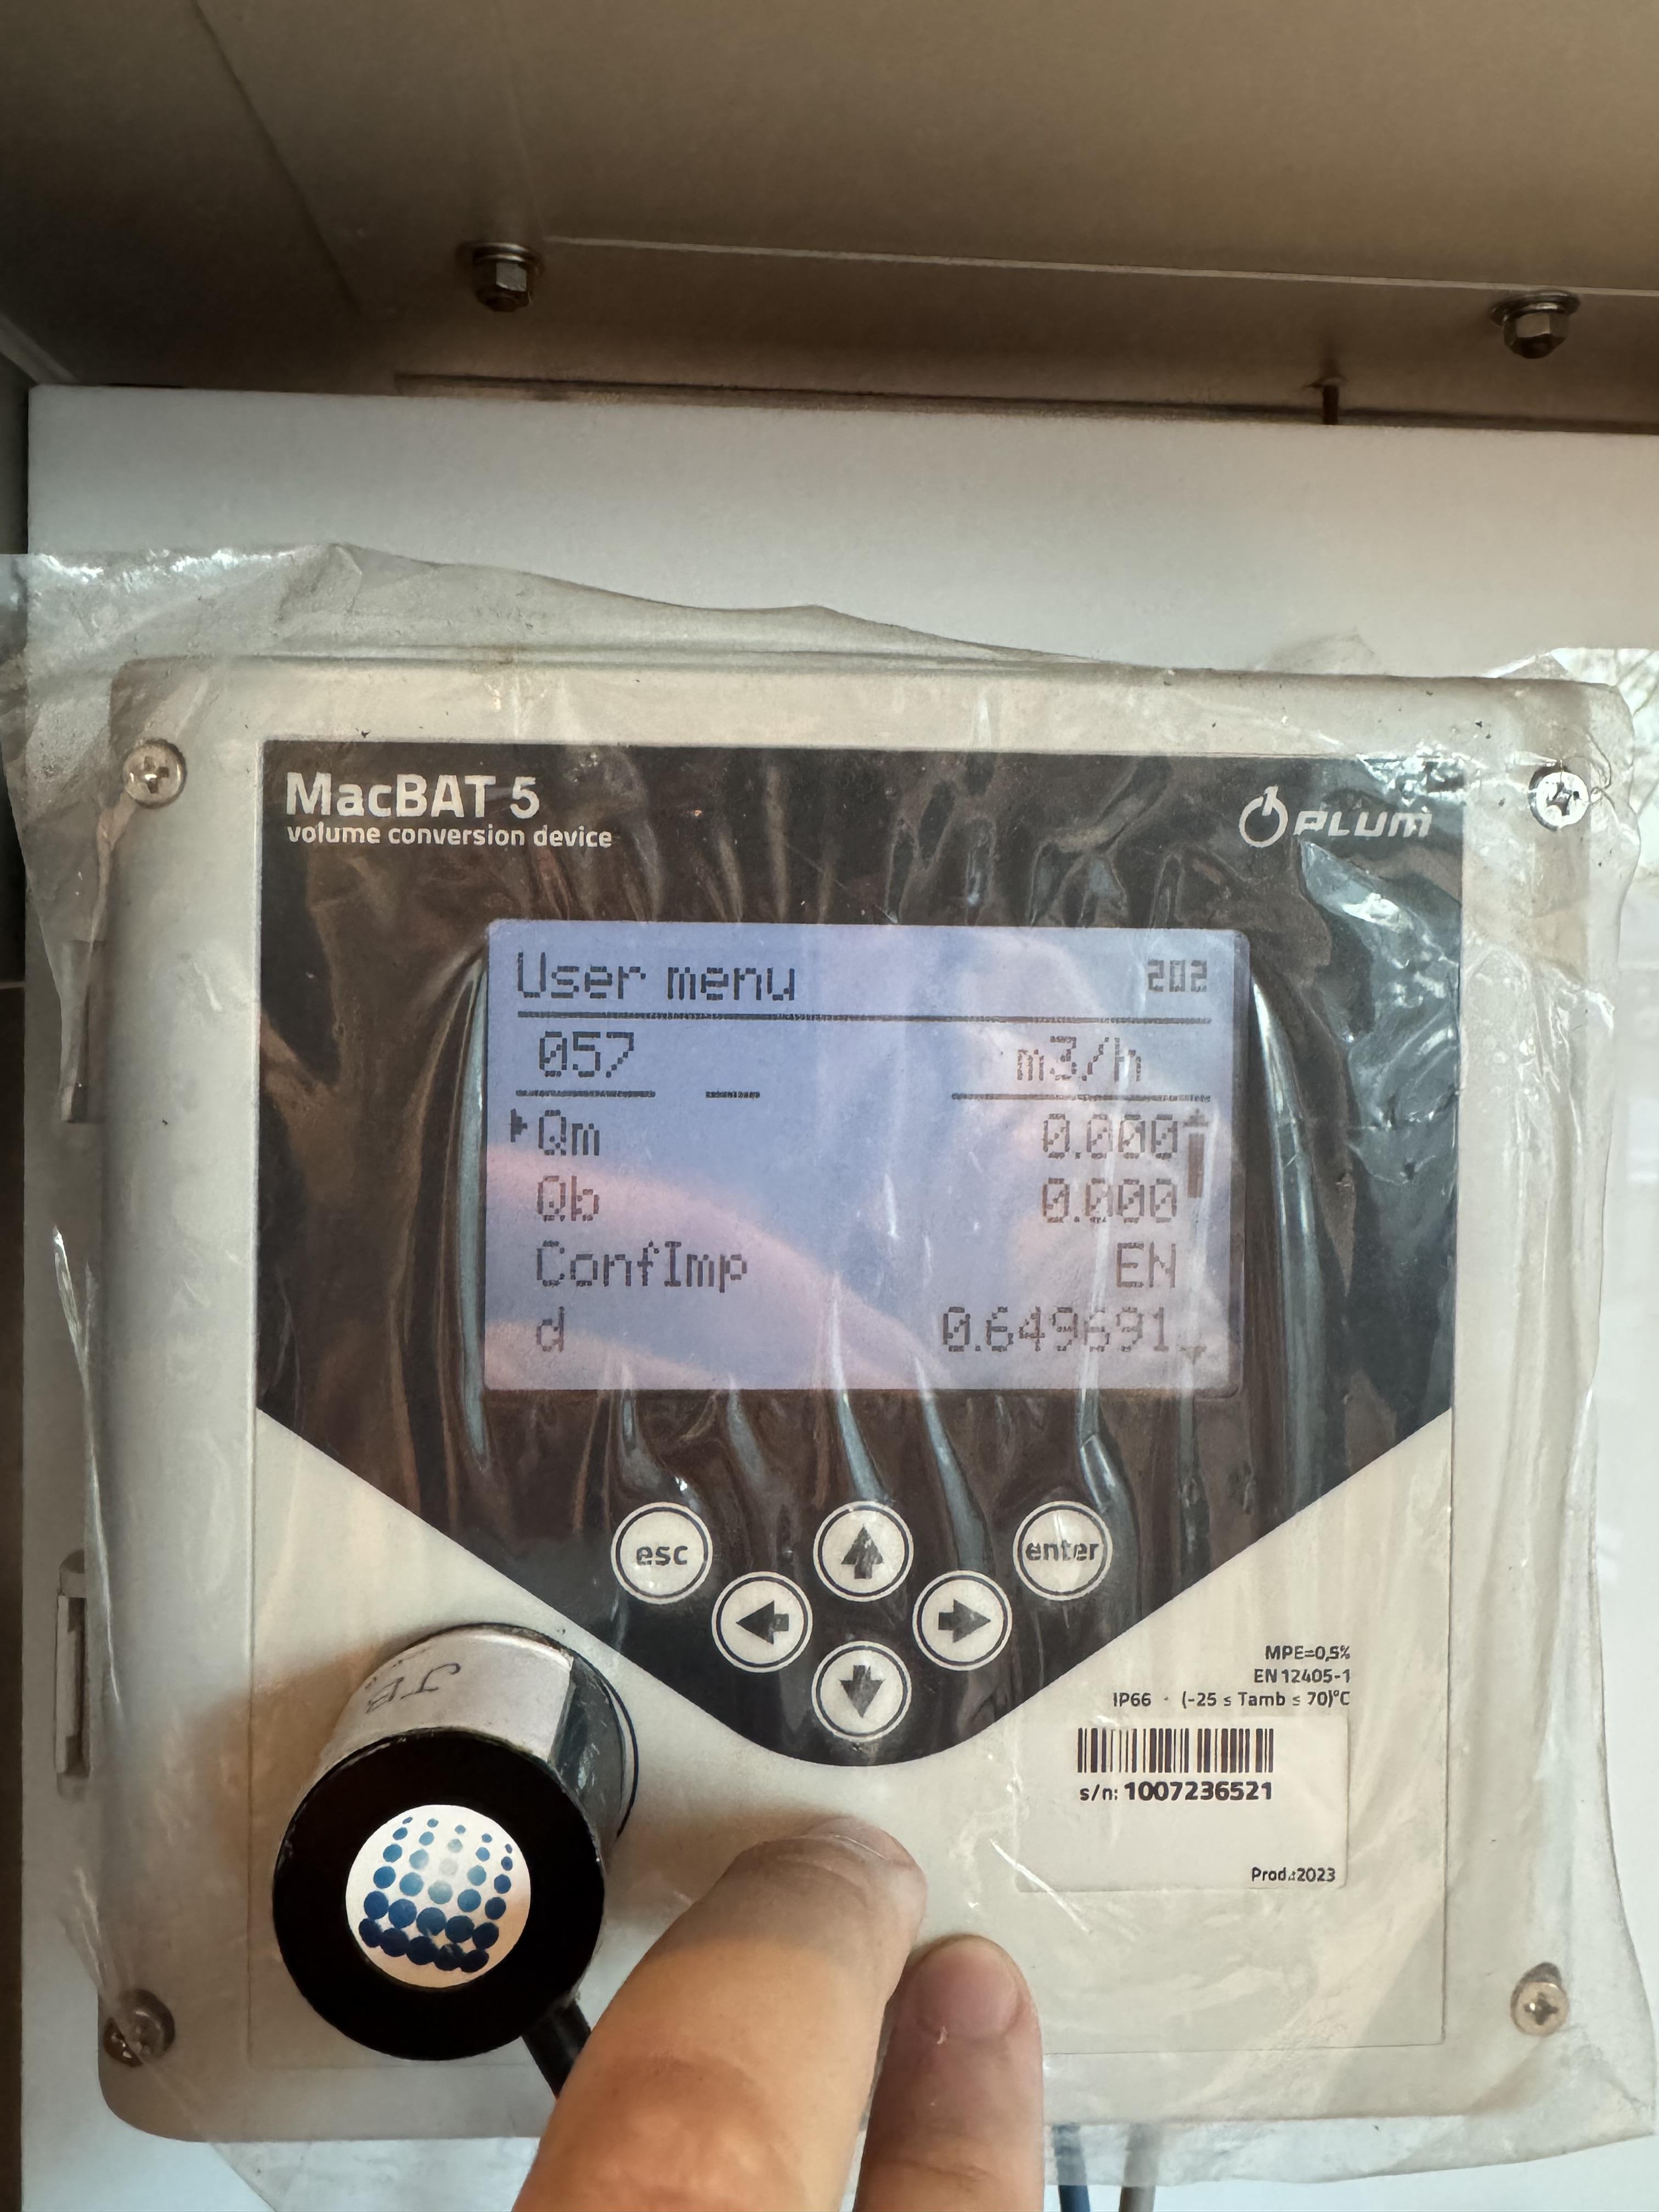 MacBAT 5
volume conversion device
PLUM
User menu 202
057 m3/h
Qm 0.000
Qb 0.000
ConfImp EN
d 0.649691
esc
enter
MPE=0,5%
EN 12405-1
IP66 - (-25 ≤ Tamb ≤ 70)°C
s/n: 1007236521
Prod.:2023
JB